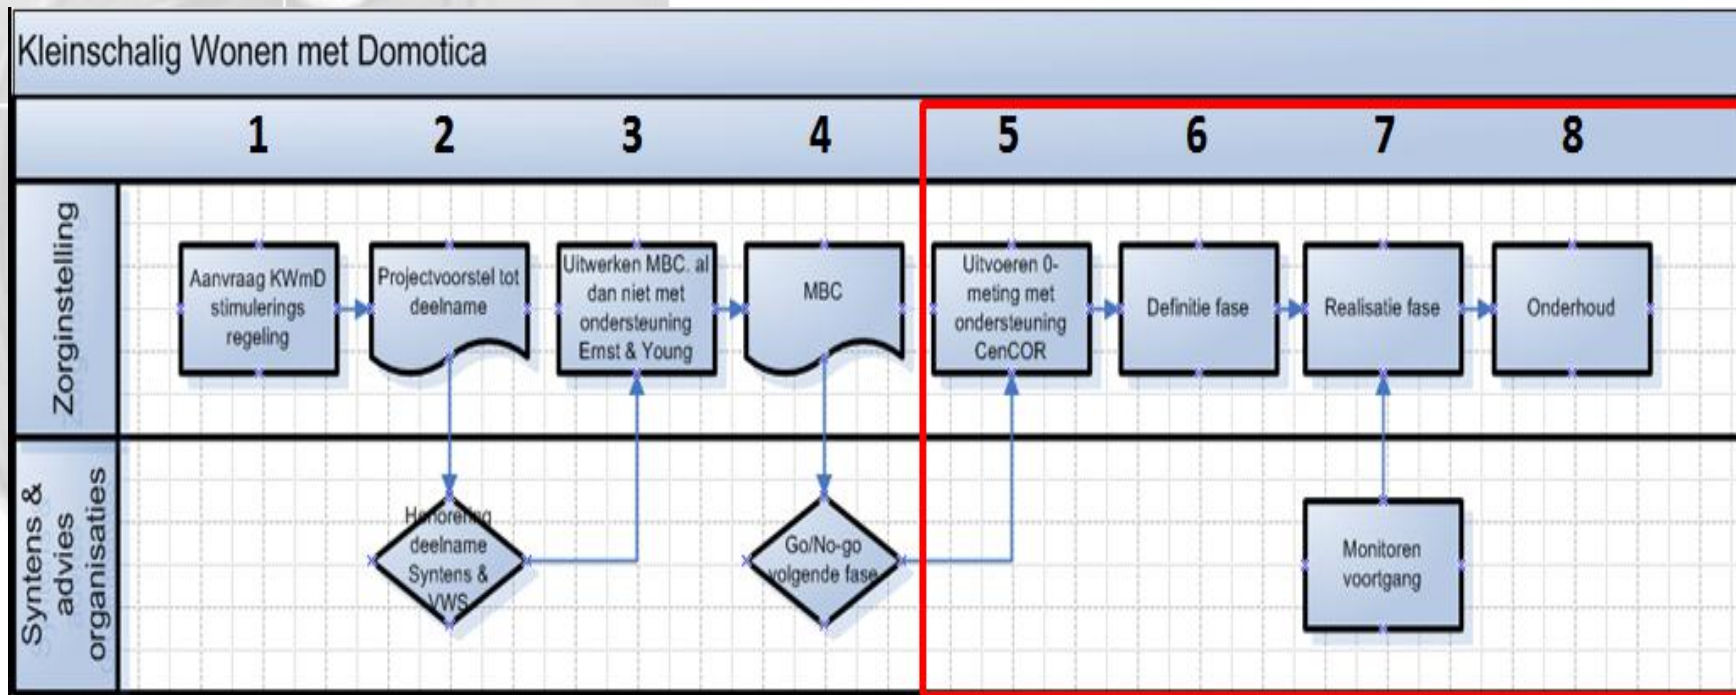 Kleinschalig Wonen met Domotica
1
2
3
4
5
6
7
8
Zorginstelling
Aanvraag KWmD
stimulerings
regeling
Projectvoorstel tot
deelname
Uitwerken MBC. al
dan niet met
ondersteuning
Ernst & Young
MBC
Uitvoeren 0-
meting met
ondersteuning
CenCOR
Definitie fase
Realisatie fase
Onderhoud
Syntens &
advies
organisaties
Honorering
deelname
Syntens &
VWS
Go/No-go
volgende fase
Monitoren
voortgang